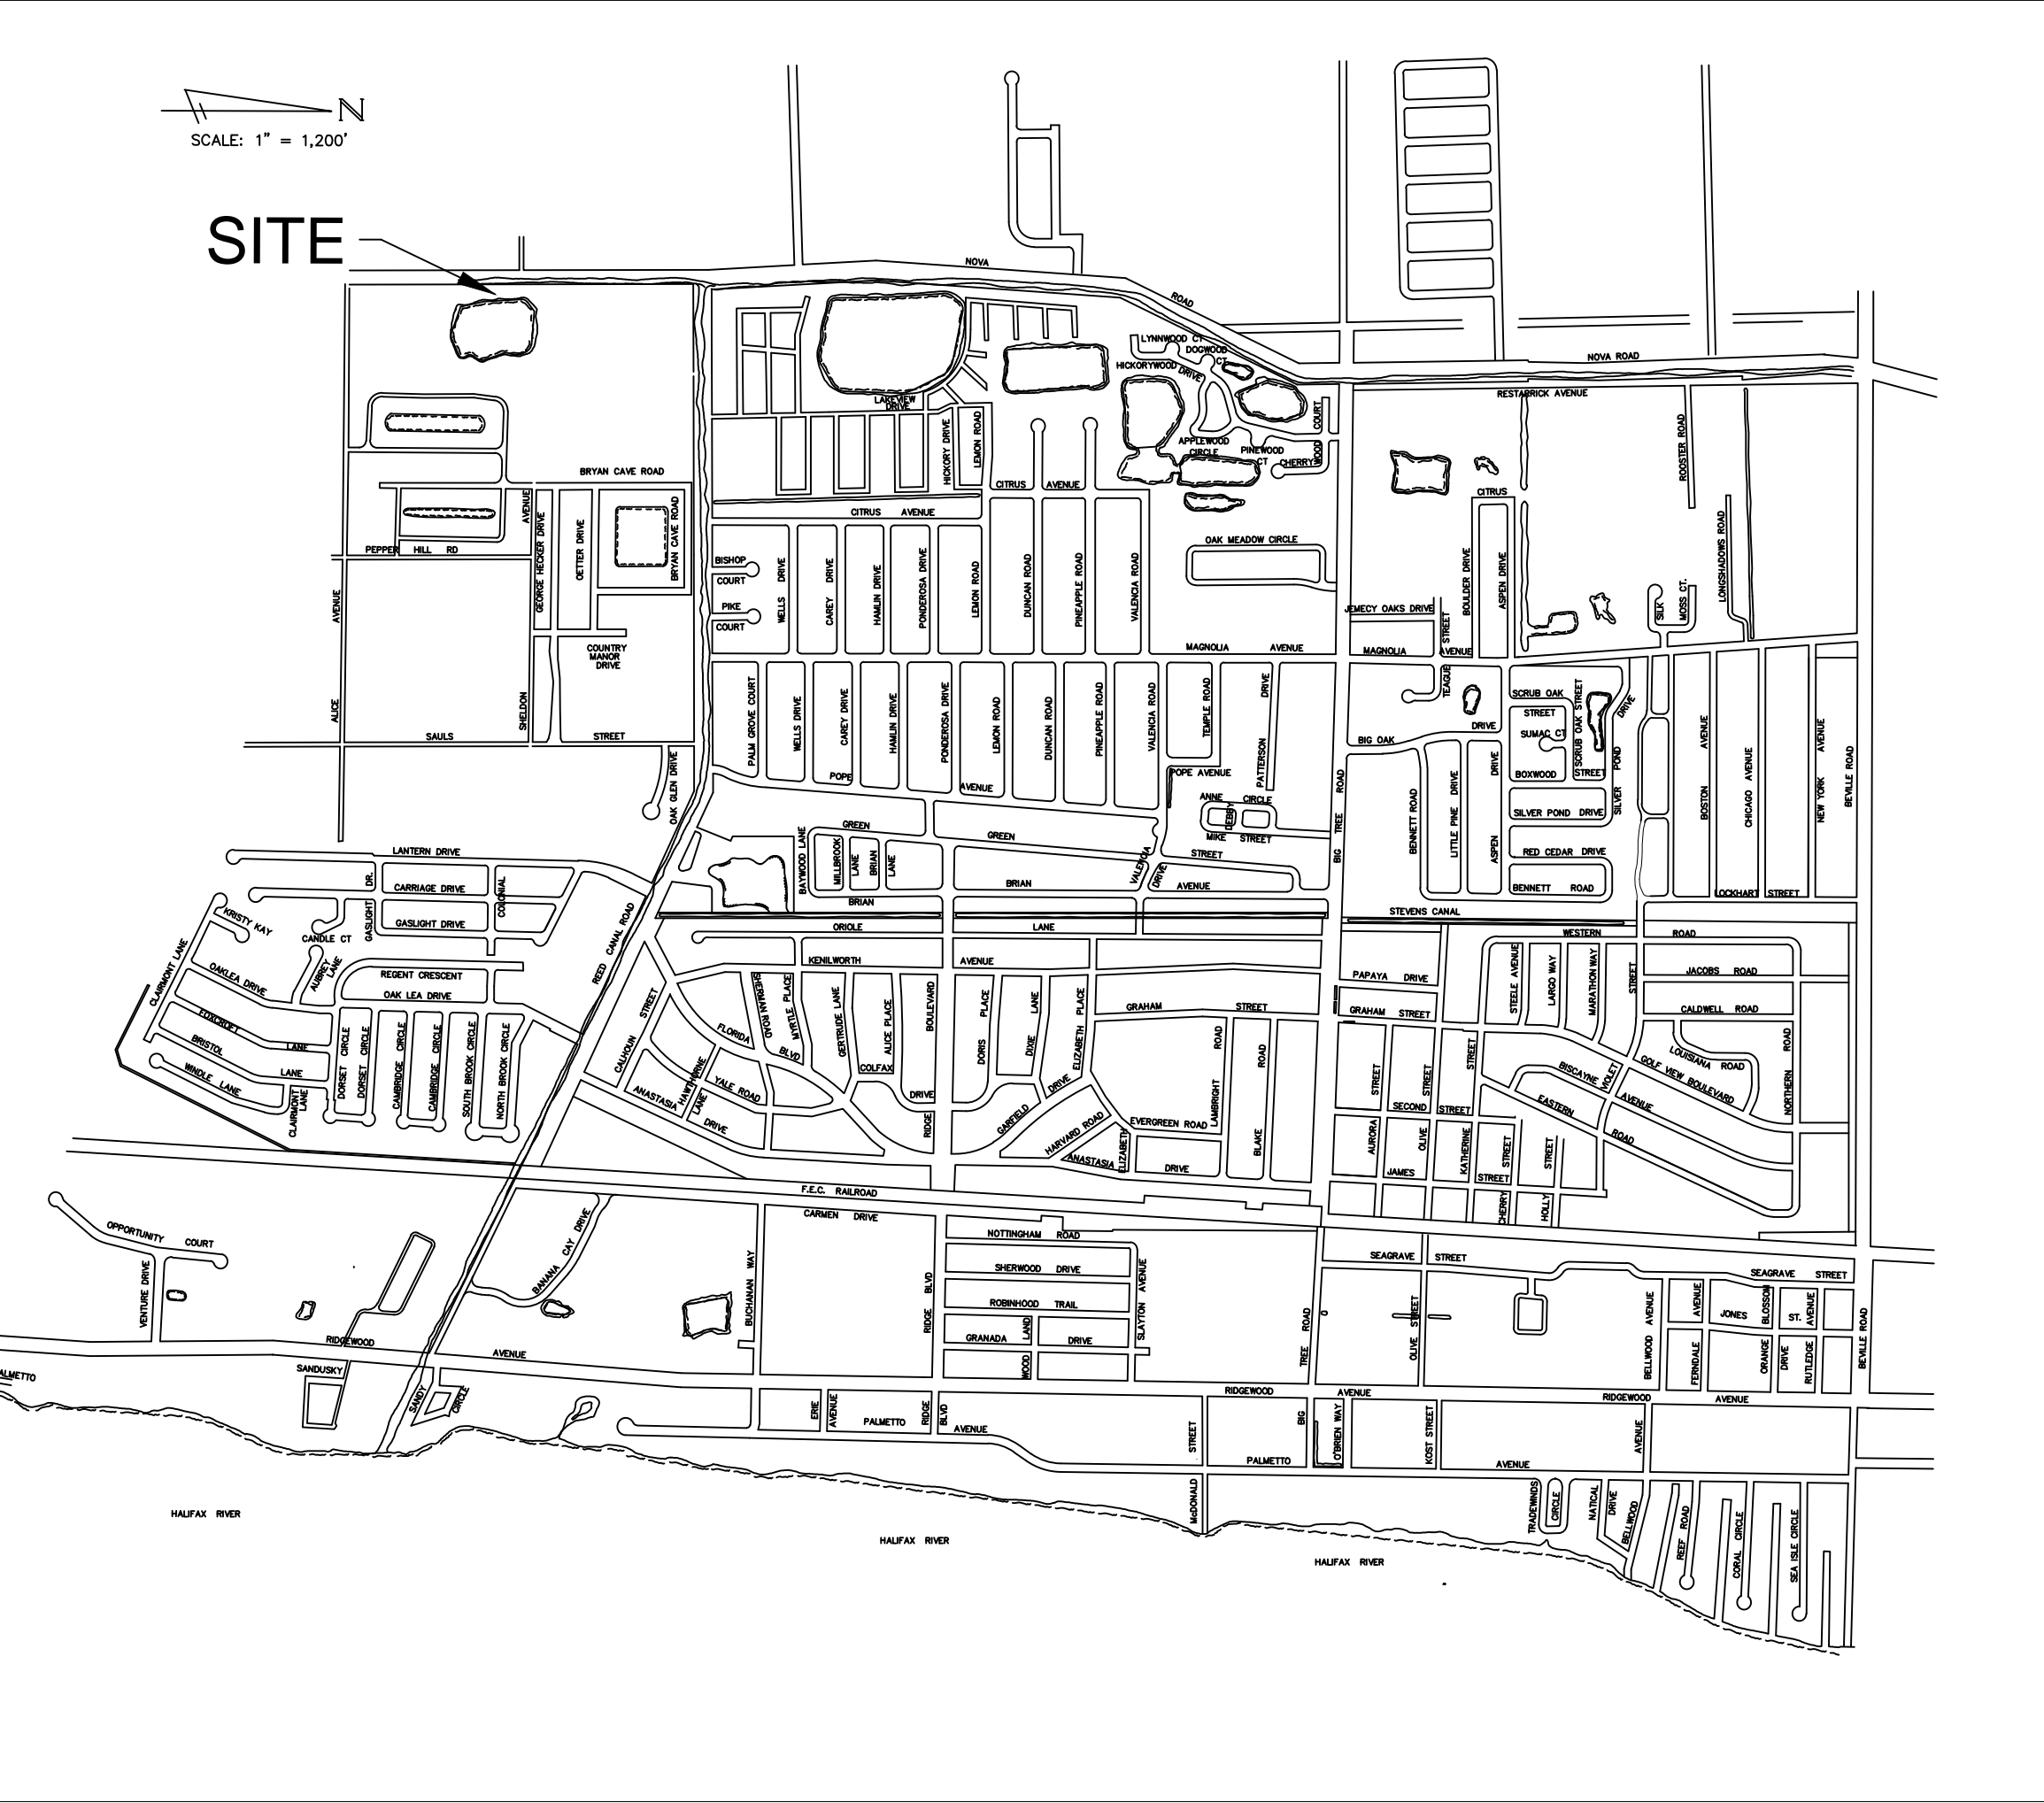 N
SCALE: 1" = 1,200'
SITE
NOVA
ROAD
LYNNWOOD CT
DOGWOOD
CT
HICKORYWOOD DRIVE
NOVA ROAD
RESTARRICK AVENUE
LAKEVIEW
DRIVE
HICKORY DRIVE
LEMON ROAD
APPLEWOOD
CIRCLE
PINEWOOD
CT
CHERRY
WOOD
COURT
ROOSTER ROAD
BRYAN CAVE ROAD
CITRUS AVENUE
CITRUS
CITRUS AVENUE
AVENUE
GEORGE HECKER DRIVE
OETTER DRIVE
BRYAN CAVE ROAD
PEPPER HILL RD
OAK MEADOW CIRCLE
LONGSHADOWS ROAD
BISHOP
COURT
PIKE
COURT
WELLS DRIVE
CAREY DRIVE
HAMLIN DRIVE
PONDEROSA DRIVE
LEMON ROAD
DUNCAN ROAD
PINEAPPLE ROAD
VALENCIA ROAD
BOULDER DRIVE
ASPEN DRIVE
JEMECY OAKS DRIVE
STREET
TEAGUE
SILK
MOSS CT.
ALICE AVENUE
COUNTRY
MANOR
DRIVE
MAGNOLIA AVENUE
MAGNOLIA AVENUE
SHELDON
SAULS STREET
OAK GLEN DRIVE
PALM GROVE COURT
WELLS DRIVE
CAREY DRIVE
HAMLIN DRIVE
PONDEROSA DRIVE
LEMON ROAD
DUNCAN ROAD
PINEAPPLE ROAD
VALENCIA ROAD
TEMPLE ROAD
PATTERSON DRIVE
SCRUB OAK
STREET
SUMAC CT
SCRUB OAK STREET
DRIVE
BIG OAK DRIVE
BOXWOOD STREET
SILVER POND
BOSTON AVENUE
CHICAGO AVENUE
NEW YORK AVENUE
BEVILLE ROAD
POPE AVENUE
POPE AVENUE
ANNE CIRCLE
DEBBY
MIKE STREET
BIG TREE ROAD
BENNETT ROAD
LITTLE PINE DRIVE
ASPEN DRIVE
SILVER POND DRIVE
RED CEDAR DRIVE
BENNETT ROAD
LOCKHART STREET
GREEN
GREEN
STREET
BAYWOOD LANE
MILLBROOK
LANE
BRIAN
LANE
VALENCIA
DRIVE
BRIAN AVENUE
BRIAN
LANTERN DRIVE
DR.
CARRIAGE DRIVE
COLONIAL
GASLIGHT
GASLIGHT DRIVE
STEVENS CANAL
ORIOLE LANE
WESTERN ROAD
KRISTY KAY
CANDLE CT
CLAIRMONT LANE
REED CANAL ROAD
KENILWORTH AVENUE
OAKLEA DRIVE
AUBREY
LANE
REGENT CRESCENT
OAK LEA DRIVE
PAPAYA DRIVE
STEELE AVENUE
LARGO WAY
MARATHON WAY
STREET
JACOBS ROAD
CALDWELL ROAD
SHERMAN ROAD
MYRTLE PLACE
GERTRUDE LANE
ALICE PLACE
BOULEVARD
DORIS PLACE
DIXIE LANE
ELIZABETH PLACE
GRAHAM STREET
GRAHAM STREET
FOXCROFT LANE
BRISTOL LANE
WINDLE LANE
CLAIRMONT
LANE
DORSET CIRCLE
DORSET CIRCLE
CAMBRIDGE CIRCLE
CAMBRIDGE CIRCLE
SOUTH BROOK CIRCLE
NORTH BROOK CIRCLE
CALHOUN STREET
FLORIDA BLVD
COLFAX DRIVE
YALE ROAD
HAWTHORNE
LANE
ANASTASIA DRIVE
RIDGE
GARFIELD DRIVE
HARVARD ROAD
EVERGREEN ROAD
ANASTASIA DRIVE
ELIZABETH
LAMBRIGHT ROAD
BLAKE ROAD
AURORA STREET
OLIVE STREET
KATHERINE STREET
SECOND STREET
JAMES STREET
CHERRY STREET
HOLLY STREET
BISCAYNE AVENUE
VIOLET
EASTERN ROAD
GOLF VIEW BOULEVARD
LOUISIANA ROAD
NORTHERN ROAD
F.E.C. RAILROAD
CARMEN DRIVE
OPPORTUNITY COURT
VENTURE DRIVE
BANANA CAY DRIVE
BUCHANAN WAY
RIDGE BLVD
NOTTINGHAM ROAD
SHERWOOD DRIVE
ROBINHOOD TRAIL
GRANADA DRIVE
WOOD LAND
SLAYTON AVENUE
SEAGRAVE STREET
SEAGRAVE STREET
TREE ROAD
OLIVE STREET
BELLWOOD AVENUE
FERNDALE AVENUE
JONES ST.
ORANGE BLOSSOM
DRIVE
RUTLEDGE AVENUE
BEVILLE ROAD
RIDGEWOOD AVENUE
ALMETTO
SANDUSKY
SANDY CIRCLE
ERIE
AVENUE
PALMETTO AVENUE
RIDGE BLVD
RIDGEWOOD AVENUE
RIDGEWOOD AVENUE
McDONALD STREET
BIG
O'BRIEN WAY
KOST STREET
AVENUE
PALMETTO AVENUE
TRADEWINDS
CIRCLE
NATICAL
DRIVE
BELLWOOD
REEF ROAD
CORAL CIRCLE
SEA ISLE CIRCLE
HALIFAX RIVER
HALIFAX RIVER
HALIFAX RIVER